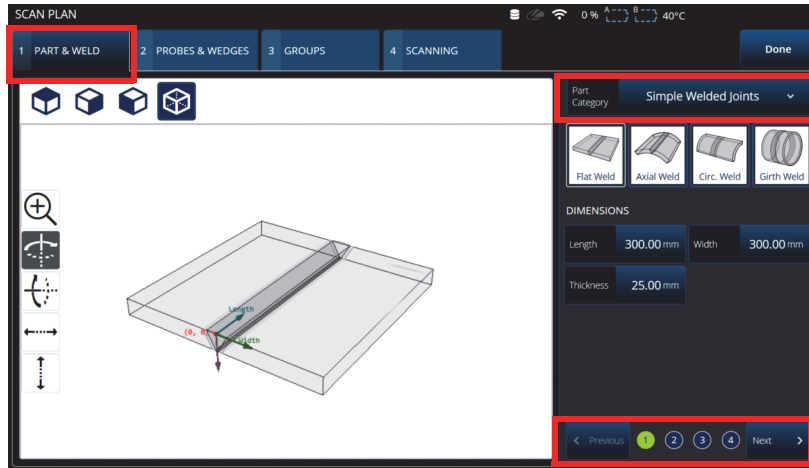 SCAN PLAN
0 % A B 40°C
1 PART & WELD 2 PROBES & WEDGES 3 GROUPS 4 SCANNING Done
Part Category Simple Welded Joints
Flat Weld Axial Weld Circ. Weld Girth Weld
DIMENSIONS
Length 300.00 mm Width 300.00 mm
Thickness 25.00 mm
Length
(0, 0) Width
< Previous 1 2 3 4 Next >